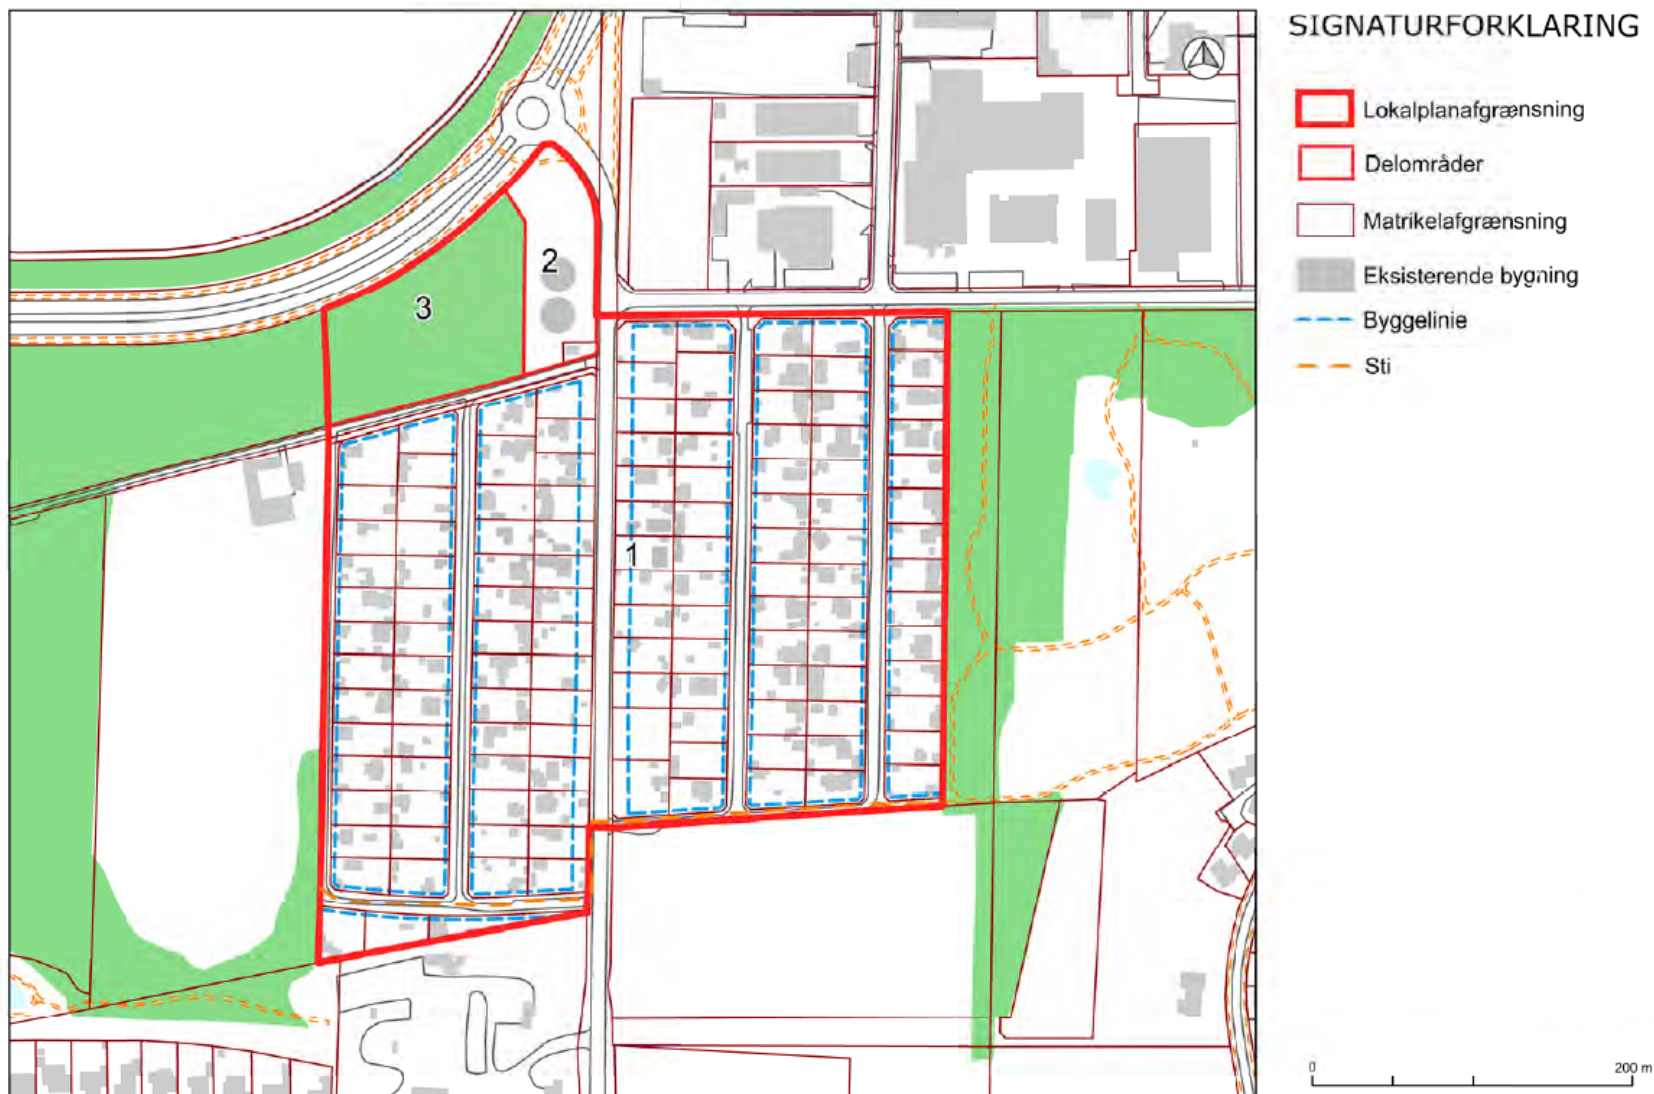 SIGNATURFORKLARING
Lokalplanafgrænsning
Delområder
Matrikelafgrænsning
Eksisterende bygning
Byggelinie
Sti
2
3
1
0 200 m